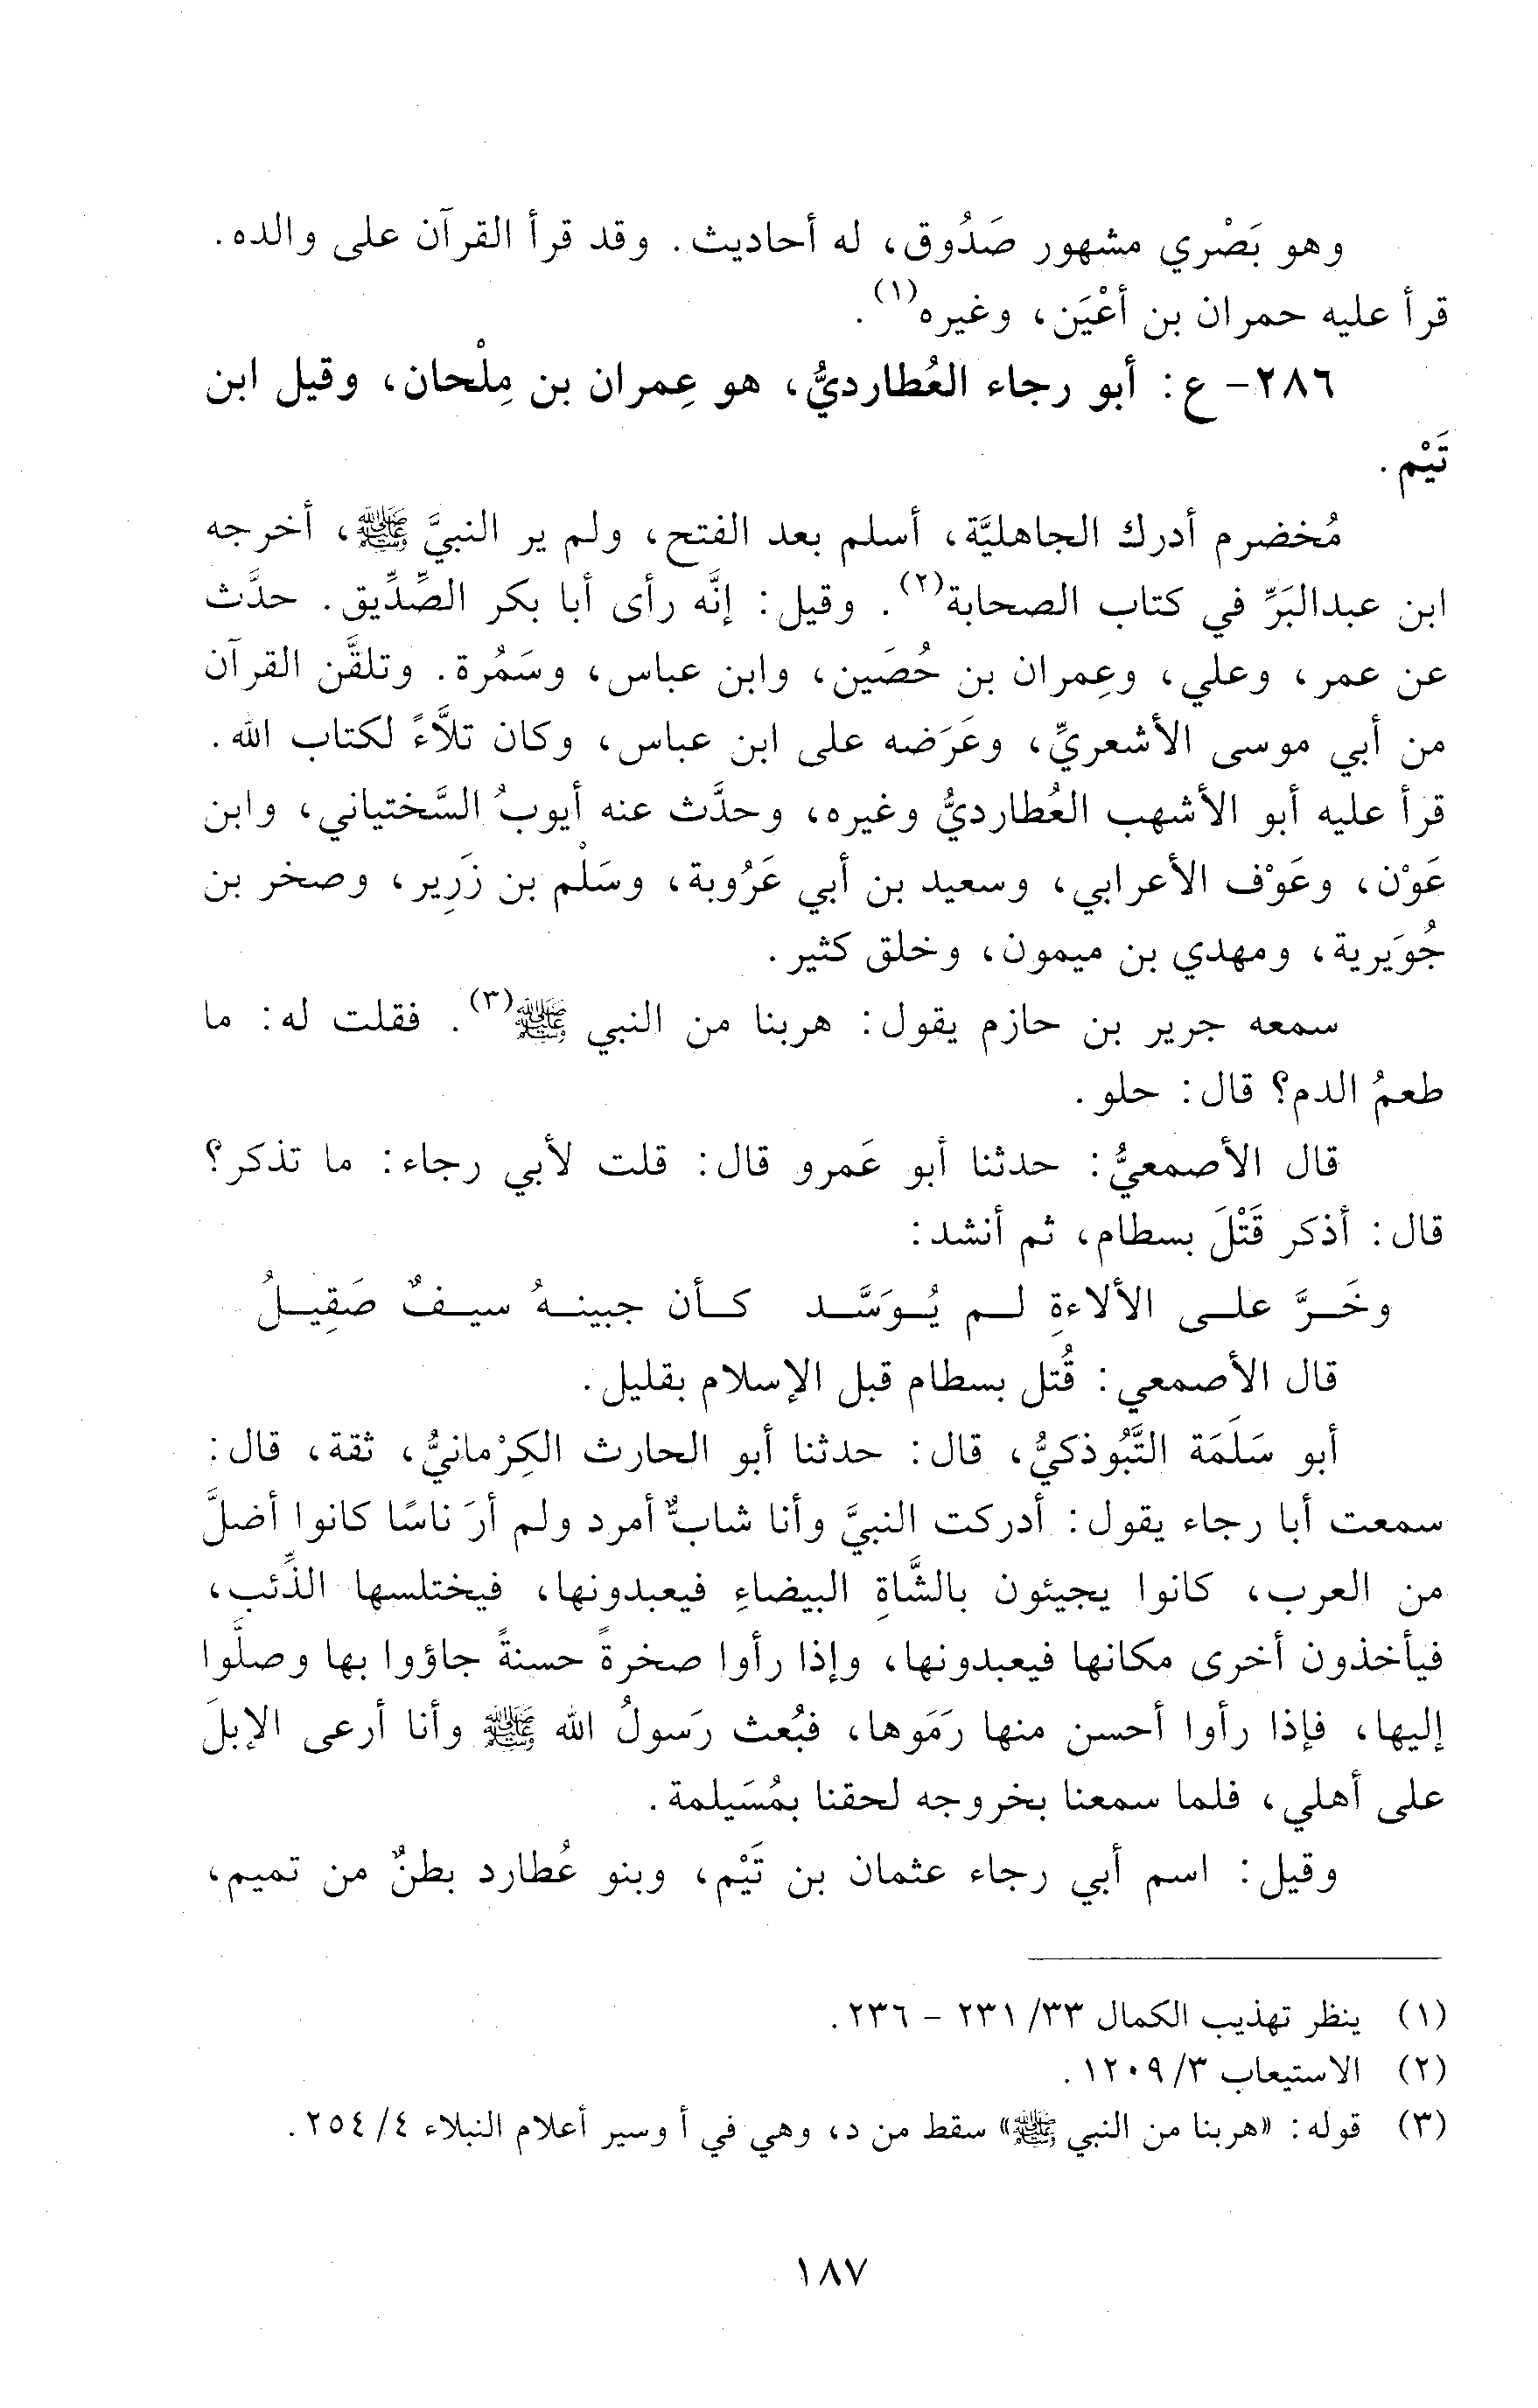 وهو بَصْري مشهور صَدُوق، له أحاديث. وقد قرأ القرآن على والده.
قرأ عليه حمران بن أَعْيَن، وغيره(١).
٢٨٦- ع: أبو رجاء العُطارديُّ، هو عِمران بن مِلْحان، وقيل ابن
تَيْم.
مُخضرم أدرك الجاهليَّة، أسلم بعد الفتح، ولم ير النبيَّ ﷺ، أخرجه
ابن عبدالبَرِّ في كتاب الصحابة(٢). وقيل: إنَّه رأى أبا بكر الصِّدِّيق. حدَّث
عن عمر، وعلي، وعِمران بن حُصَين، وابن عباس، وسَمُرة. وتلقَّن القرآن
من أبي موسى الأشعريِّ، وعَرَضه على ابن عباس، وكان تلاَّءً لكتاب الله.
قرأ عليه أبو الأشهب العُطارديُّ وغيره، وحدَّث عنه أيوبُ السَّختياني، وابن
عَوْن، وعَوْف الأعرابي، وسعيد بن أبي عَرُوبة، وسَلْم بن زَرِير، وصخر بن
جُوَيرية، ومهدي بن ميمون، وخلق كثير.
سمعه جرير بن حازم يقول: هربنا من النبي ﷺ(٣). فقلت له: ما
طعمُ الدم؟ قال: حلو.
قال الأصمعيُّ: حدثنا أبو عَمرو قال: قلت لأبي رجاء: ما تذكر؟
قال: أذكر قَتْلَ بسطام، ثم أنشد:
وخَرَّ على الألاءةِ لم يُوَسَّد كأن جبينهُ سيفٌ صَقِيلُ
قال الأصمعي: قُتل بسطام قبل الإسلام بقليل.
أبو سَلَمَة التَّبُوذكيُّ، قال: حدثنا أبو الحارث الكِرْمانيُّ، ثقة، قال:
سمعت أبا رجاء يقول: أدركت النبيَّ وأنا شابٌّ أمرد ولم أرَ ناسًا كانوا أضلَّ
من العرب، كانوا يجيئون بالشَّاةِ البيضاءِ فيعبدونها، فيختلسها الذِّئب،
فيأخذون أخرى مكانها فيعبدونها، وإذا رأوا صخرةً حسنةً جاؤوا بها وصلَّوا
إليها، فإذا رأوا أحسن منها رَمَوها، فبُعث رَسولُ الله ﷺ وأنا أرعى الإبلَ
على أهلي، فلما سمعنا بخروجه لحقنا بمُسَيلمة.
وقيل: اسم أبي رجاء عثمان بن تَيْم، وبنو عُطارد بطنٌ من تميم،
(١) ينظر تهذيب الكمال ٣٣/ ٢٣١ - ٢٣٦.
(٢) الاستيعاب ٣/ ١٢٠٩.
(٣) قوله: «هربنا من النبي ﷺ» سقط من د، وهي في أ وسير أعلام النبلاء ٤/ ٢٥٤.
١٨٧